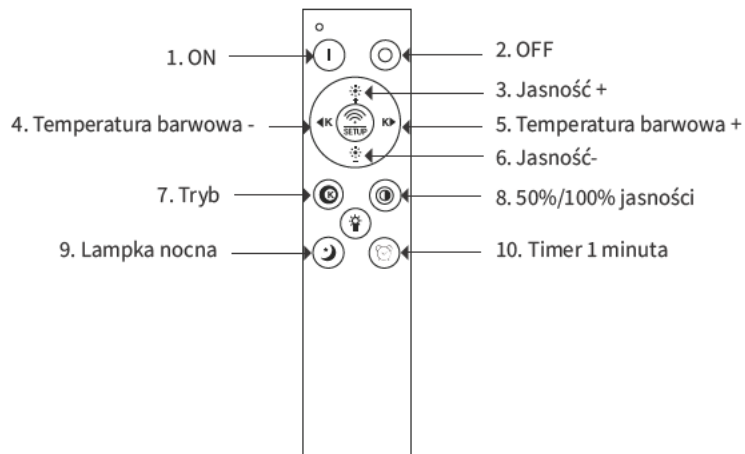 1. ON
2. OFF
3. Jasność +
4. Temperatura barwowa -
K
SETUP
K
5. Temperatura barwowa +
6. Jasność-
7. Tryb
K
8. 50%/100% jasności
9. Lampka nocna
10. Timer 1 minuta